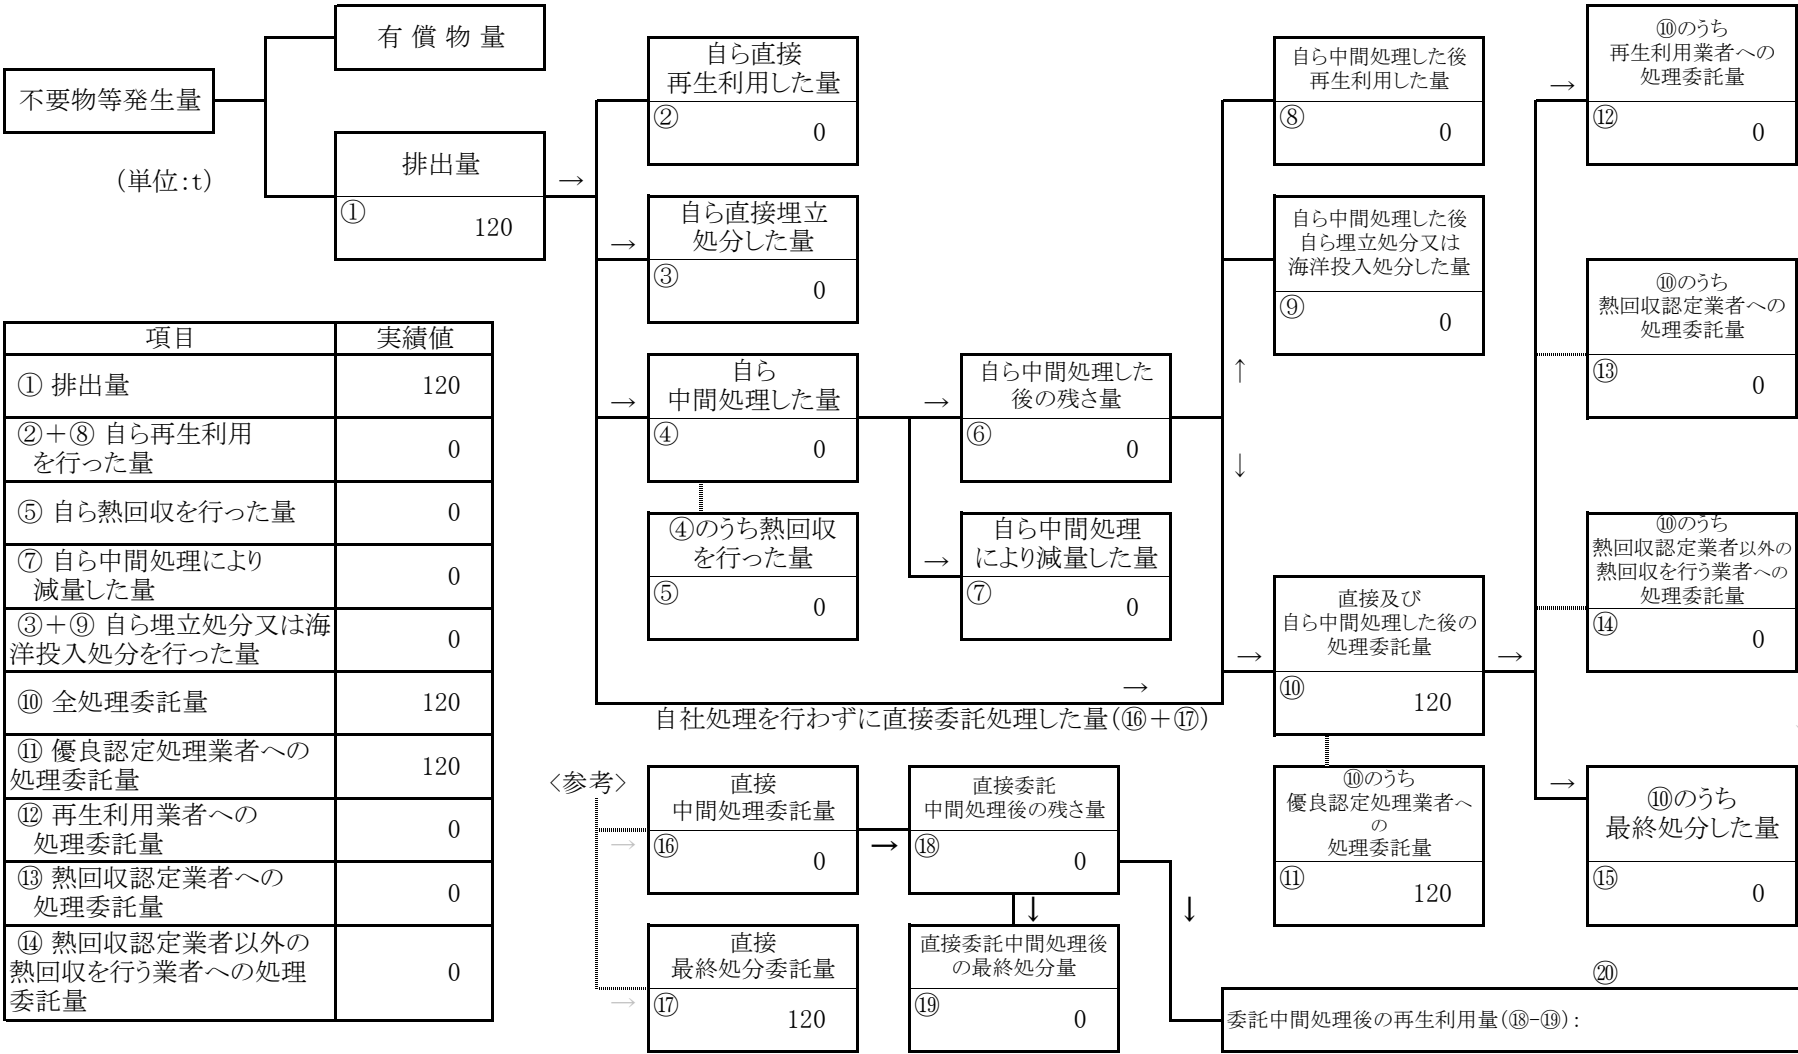 不要物等発生量
(単位:t)
有 償 物 量
排出量
①
120
→
自ら直接
再生利用した量
②
0
→
自ら直接埋立
処分した量
③
0
→
自ら
中間処理した量
④
0
④のうち熱回収
を行った量
⑤
0
→
自ら中間処理した
後の残さ量
⑥
0
→
自ら中間処理
により減量した量
⑦
0
→
自社処理を行わずに直接委託処理した量(⑯+⑰)
自ら中間処理した後
再生利用した量
⑧
0
自ら中間処理した後
自ら埋立処分又は
海洋投入処分した量
⑨
0
↑
↓
→
直接及び
自ら中間処理した後の
処理委託量
⑩
120
⑩のうち
優良認定処理業者へ
の
処理委託量
⑪
120
→
→
⑩のうち
再生利用業者への
処理委託量
⑫
0
⑩のうち
熱回収認定業者への
処理委託量
⑬
0
⑩のうち
熱回収認定業者以外の
熱回収を行う業者への
処理委託量
⑭
0
→
⑩のうち
最終処分した量
⑮
0
項目 実績値
① 排出量 120
②+⑧ 自ら再生利用
を行った量 0
⑤ 自ら熱回収を行った量 0
⑦ 自ら中間処理により
減量した量 0
③+⑨ 自ら埋立処分又は海
洋投入処分を行った量 0
⑩ 全処理委託量 120
⑪ 優良認定処理業者への
処理委託量 120
⑫ 再生利用業者への
処理委託量 0
⑬ 熱回収認定業者への
処理委託量 0
⑭ 熱回収認定業者以外の
熱回収を行う業者への処理
委託量 0
<参考>
→
直接
中間処理委託量
⑯
0
→
直接
最終処分委託量
⑰
120
→
直接委託
中間処理後の残さ量
⑱
0
↓
直接委託中間処理後
の最終処分量
⑲
0
↓
⑳
委託中間処理後の再生利用量(⑱-⑲):